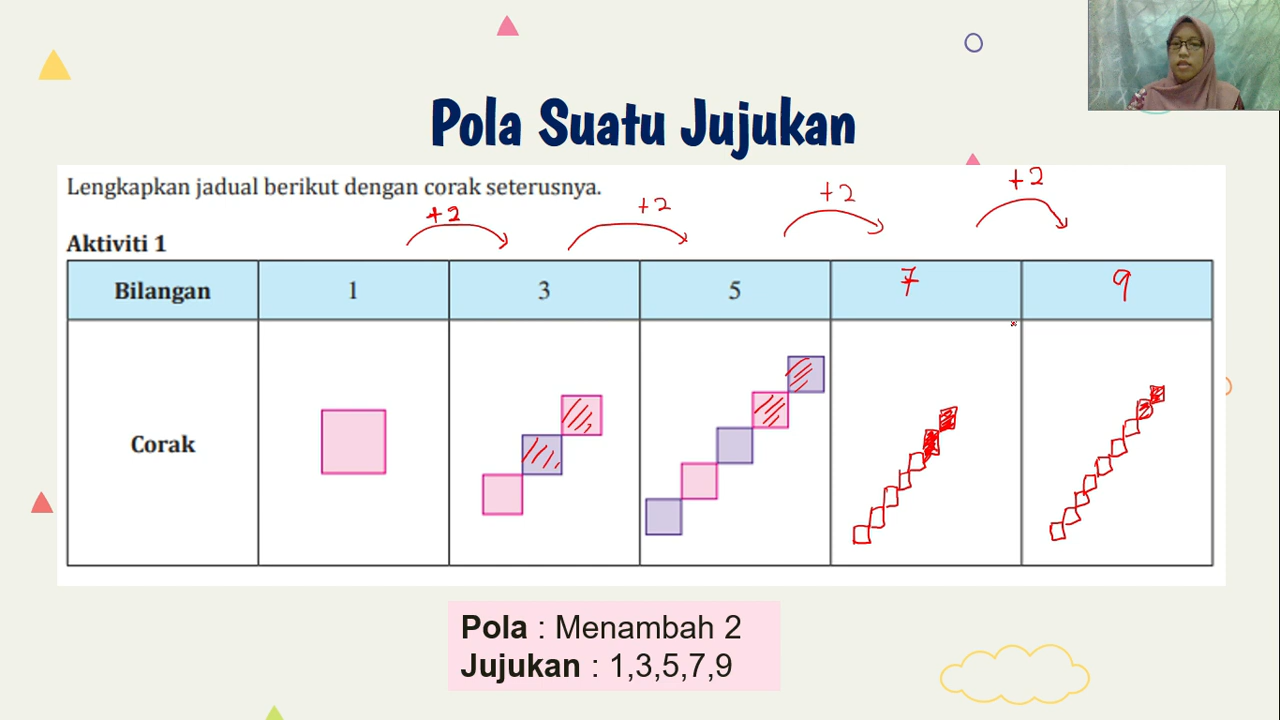 Pola Suatu Jujukan
Lengkapkan jadual berikut dengan corak seterusnya.
+2 +2 +2 +2
Aktiviti 1
Bilangan 1 3 5 7 9
Corak
Pola : Menambah 2
Jujukan : 1,3,5,7,9